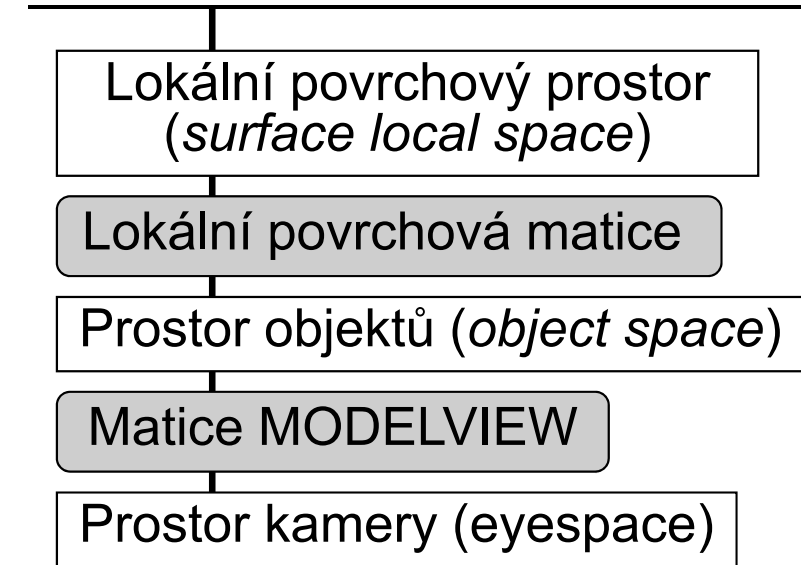 Lokální povrchový prostor
(surface local space)
Lokální povrchová matice
Prostor objektů (object space)
Matice MODELVIEW
Prostor kamery (eyespace)